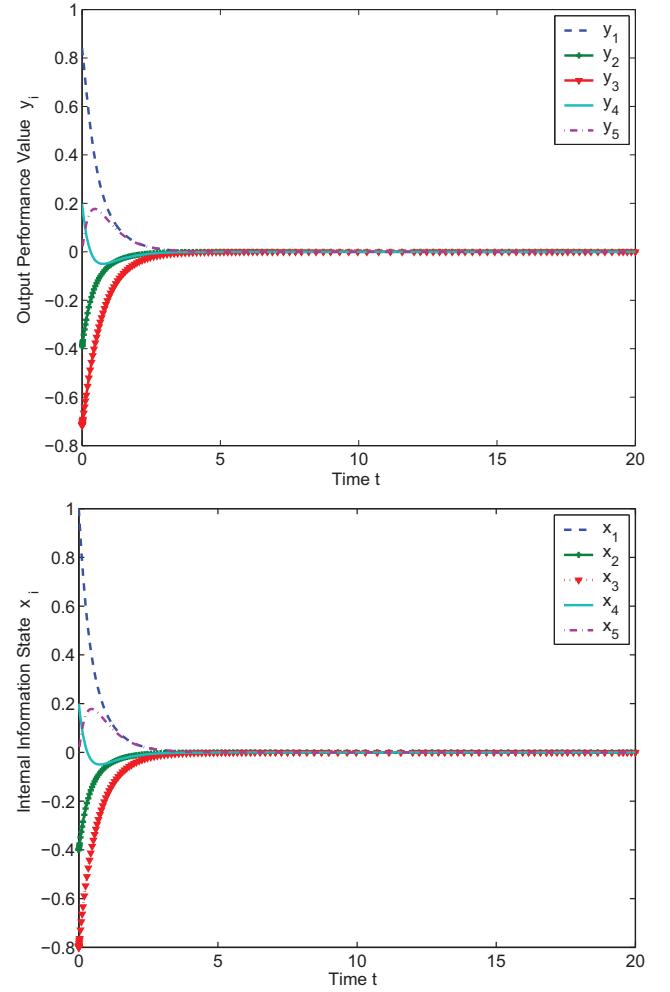 1
0.8
0.6
0.4
0.2
0
−0.2
−0.4
−0.6
−0.8
Output Performance Value y_i
0
5
10
15
20
Time t
y_1
y_2
y_3
y_4
y_5
1
0.8
0.6
0.4
0.2
0
−0.2
−0.4
−0.6
−0.8
Internal Information State x_i
0
5
10
15
20
Time t
x_1
x_2
x_3
x_4
x_5